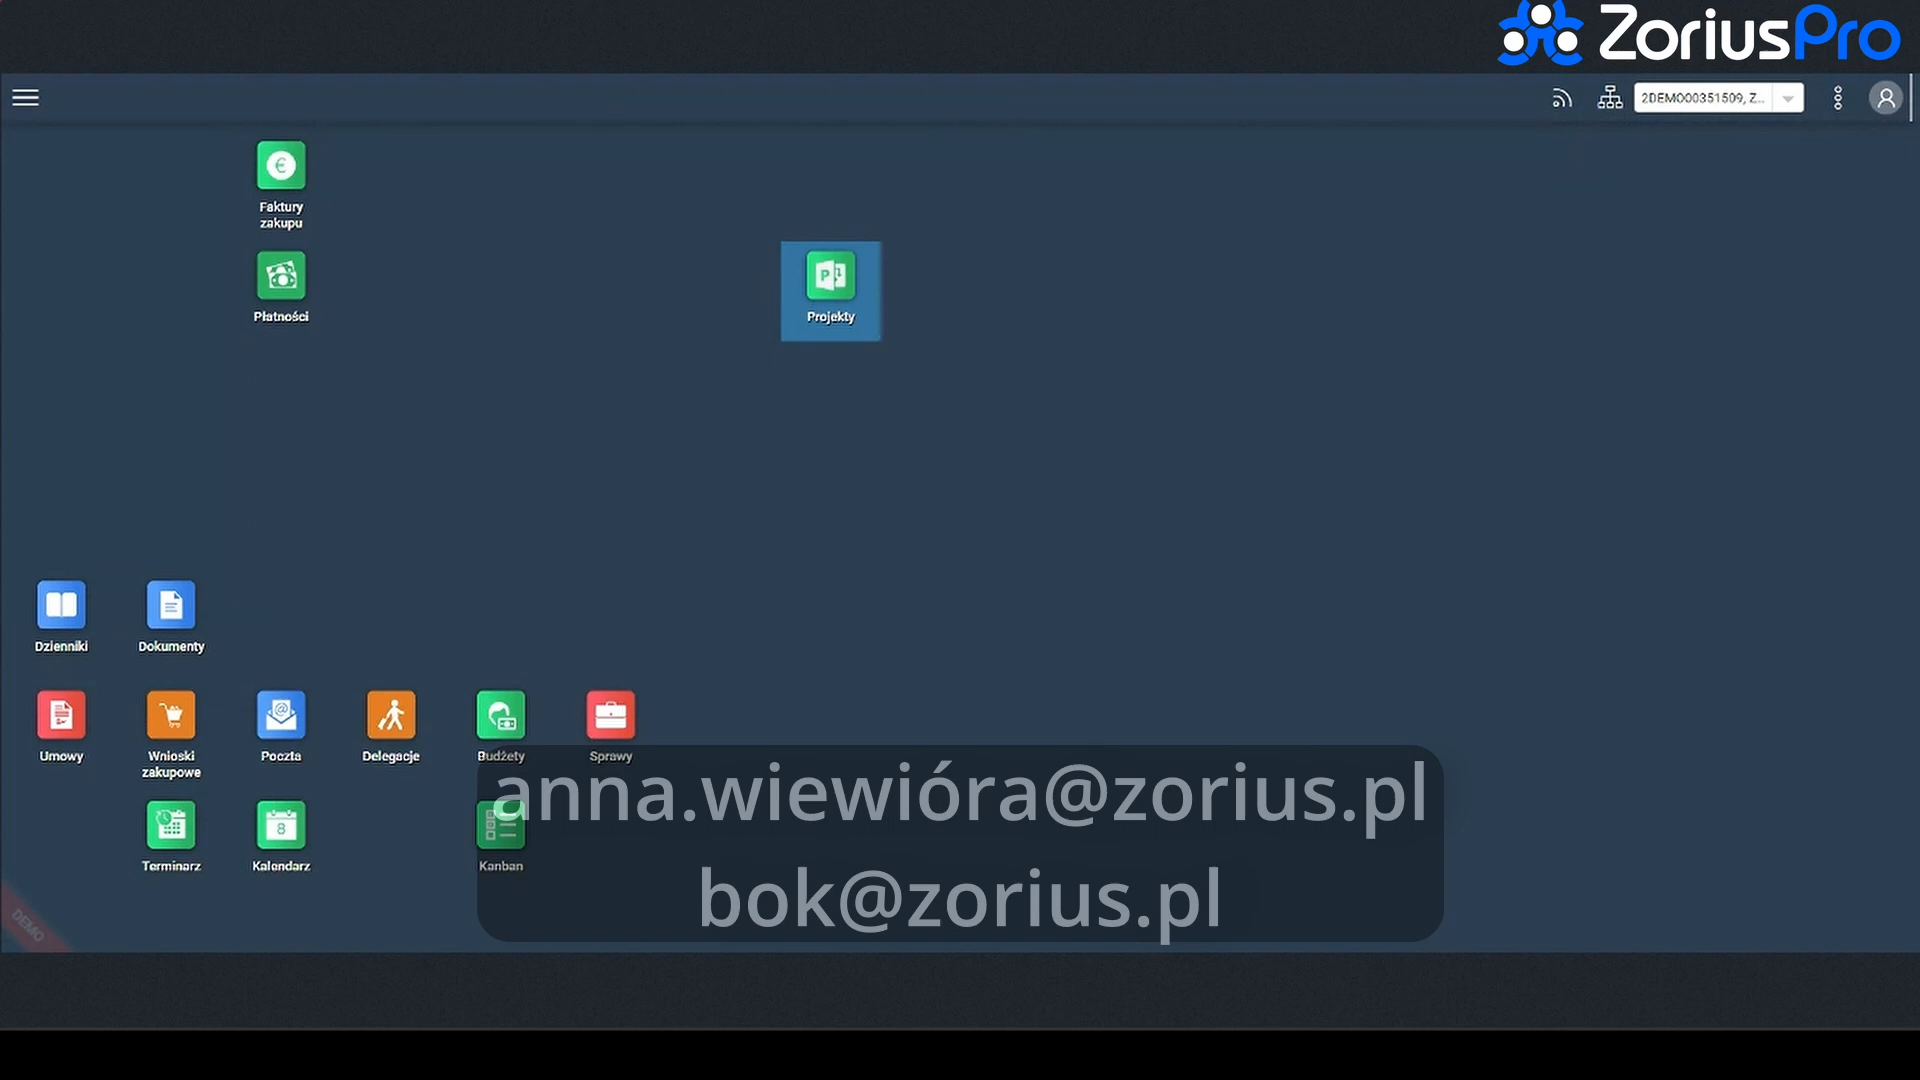 ZoriusPro
2DEMO00351509, Z...
Faktury
zakupu
Płatności
Projekty
Dzienniki
Dokumenty
Umowy
Wnioski
zakupowe
Poczta
Delegacje
Budżety
Sprawy
anna.wiewióra@zorius.pl
8
Terminarz
Kalendarz
Kanban
bok@zorius.pl
DEMO